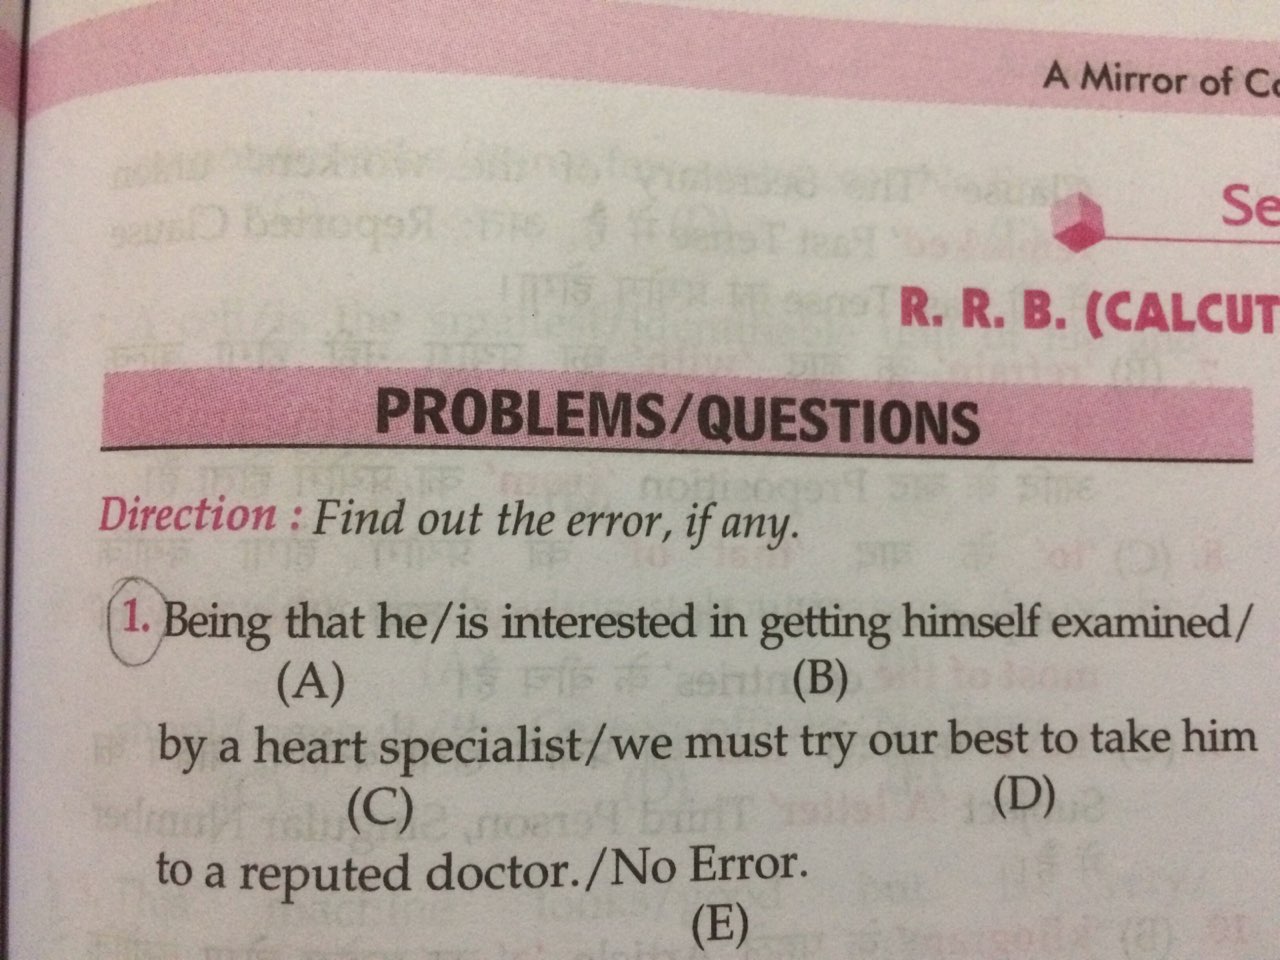 A Mirror of Co
Se
R. R. B. (CALCUT
PROBLEMS/QUESTIONS
Direction : Find out the error, if any.
1. Being that he/is interested in getting himself examined/
(A) (B)
by a heart specialist/we must try our best to take him
(C) (D)
to a reputed doctor./No Error.
(E)